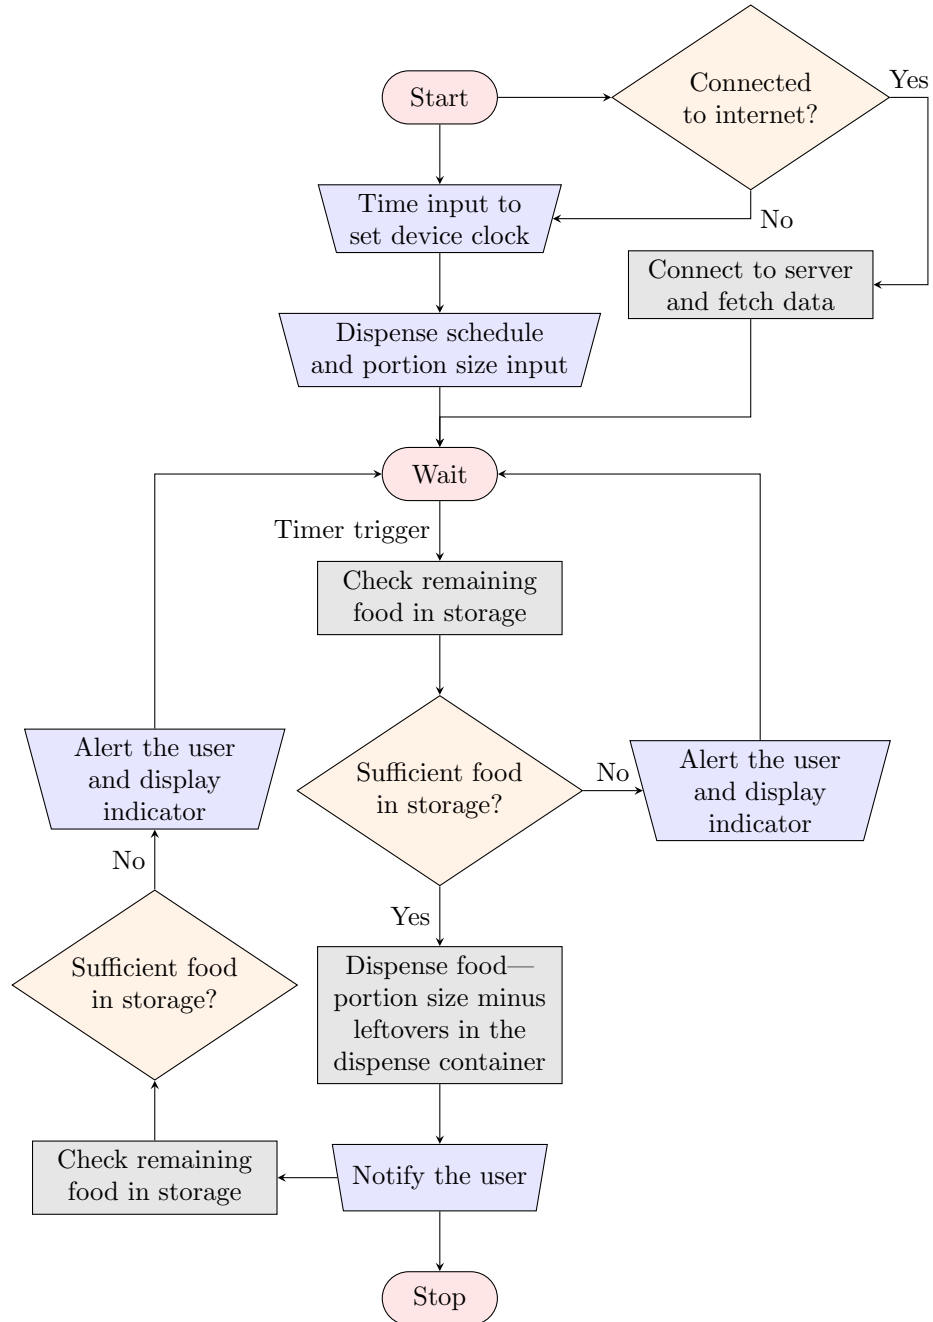 Start
Connected
to internet?
Yes
No
Time input to
set device clock
Connect to server
and fetch data
Dispense schedule
and portion size input
Wait
Timer trigger
Check remaining
food in storage
Sufficient food
in storage?
No
Alert the user
and display
indicator
Alert the user
and display
indicator
No
Yes
Sufficient food
in storage?
Dispense food—
portion size minus
leftovers in the
dispense container
Check remaining
food in storage
Notify the user
Stop